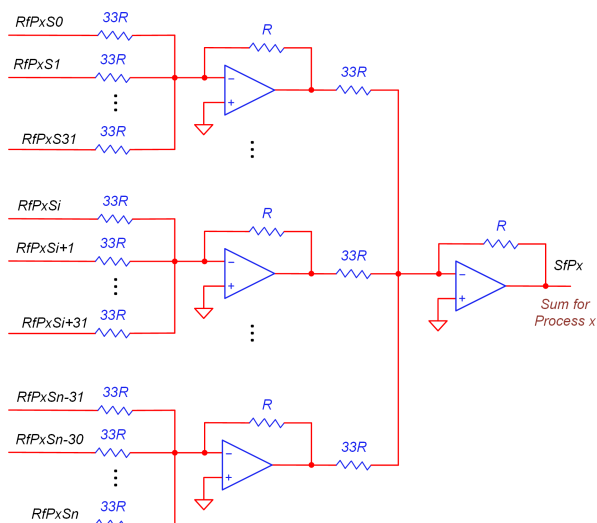 RfPxS0 33R
RfPxS1 33R
RfPxS31 33R
R
−
+
33R
RfPxSi 33R
RfPxSi+1 33R
RfPxSi+31 33R
R
−
+
33R
R
−
+
SfPx
Sum for
Process x
RfPxSn-31 33R
RfPxSn-30 33R
RfPxSn 33R
R
−
+
33R